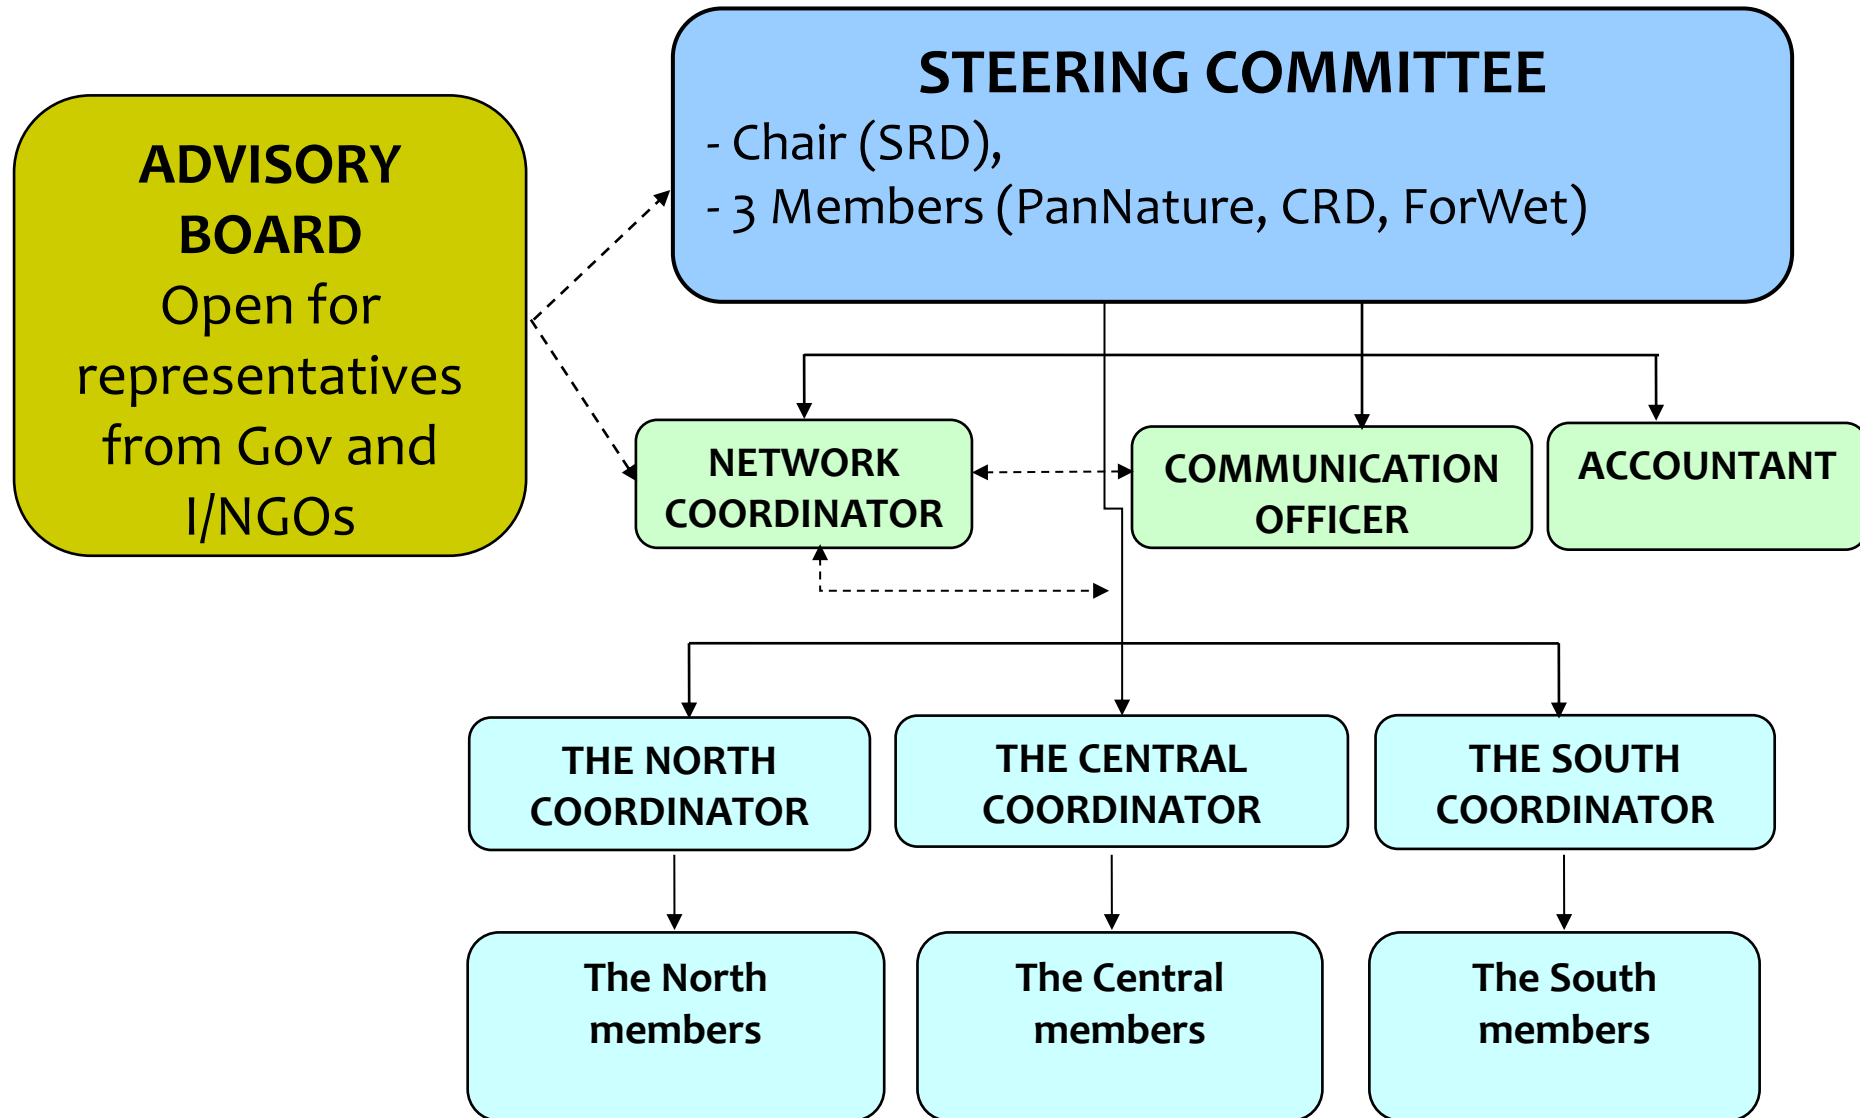 STEERING COMMITTEE
- Chair (SRD),
- 3 Members (PanNature, CRD, ForWet)
ADVISORY
BOARD
Open for
representatives
from Gov and
I/NGOs
NETWORK
COORDINATOR
COMMUNICATION
OFFICER
ACCOUNTANT
THE NORTH
COORDINATOR
THE CENTRAL
COORDINATOR
THE SOUTH
COORDINATOR
The North
members
The Central
members
The South
members